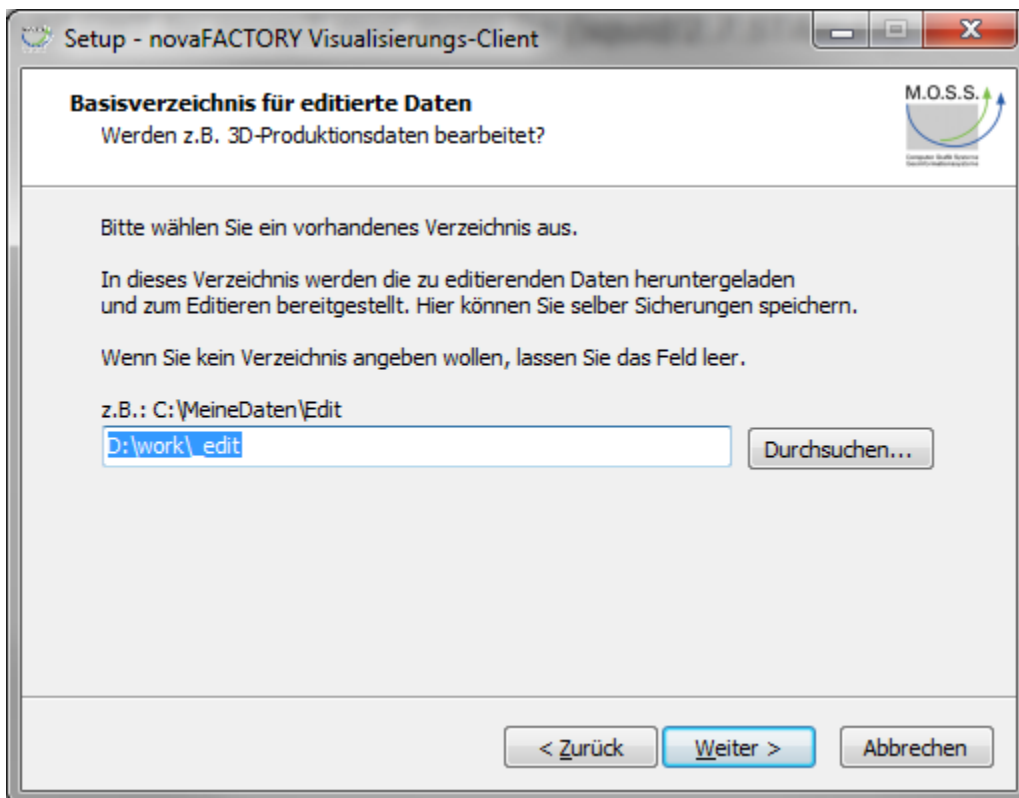 Setup - novaFACTORY Visualisierungs-Client
Basisverzeichnis für editierte Daten
Werden z.B. 3D-Produktionsdaten bearbeitet?
M.O.S.S.
Bitte wählen Sie ein vorhandenes Verzeichnis aus.
In dieses Verzeichnis werden die zu editierenden Daten heruntergeladen
und zum Editieren bereitgestellt. Hier können Sie selber Sicherungen speichern.
Wenn Sie kein Verzeichnis angeben wollen, lassen Sie das Feld leer.
z.B.: C:\MeineDaten\Edit
D:\work\_edit
Durchsuchen...
< Zurück
Weiter >
Abbrechen